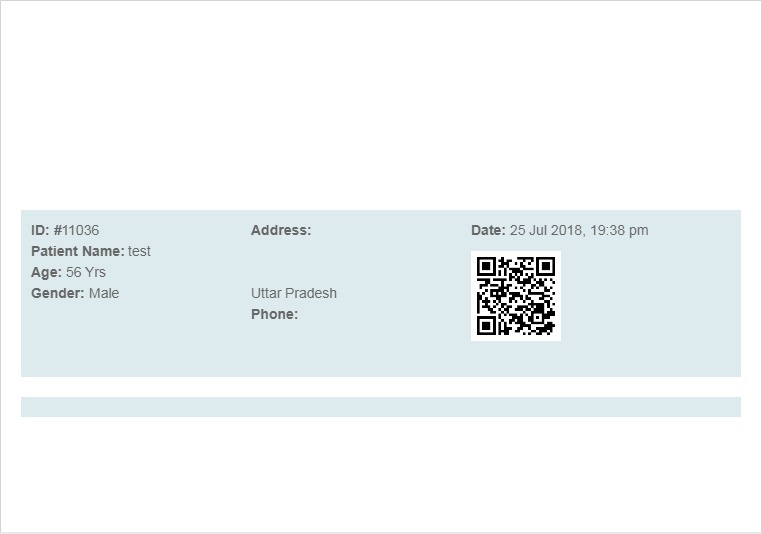 ID: #11036
Patient Name: test
Age: 56 Yrs
Gender: Male
Address:
Uttar Pradesh
Phone:
Date: 25 Jul 2018, 19:38 pm